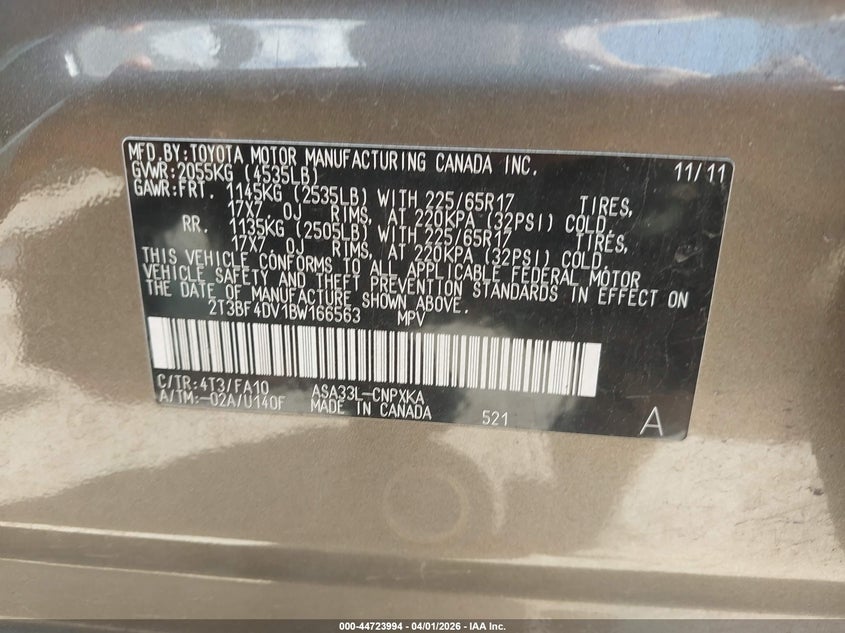 MFD.BY:TOYOTA MOTOR MANUFACTURING CANADA INC. 11/11
GVWR:2055KG (4535LB)
GAWR:FRT. 1145KG (2535LB) WITH 225/65R17 TIRES,
17X7 OJ RIMS, AT 220KPA (32PSI) COLD.
RR. 1135KG (2505LB) WITH 225/65R17 TIRES,
17X7 OJ RIMS, AT 220KPA (32PSI) COLD.
THIS VEHICLE CONFORMS TO ALL APPLICABLE FEDERAL MOTOR
VEHICLE SAFETY AND THEFT PREVENTION STANDARDS IN EFFECT ON
THE DATE OF MANUFACTURE SHOWN ABOVE.
2T3BF4DV1BW166563 MPV
C/TR:4T3/FA10 ASA33L-CNPXKA
A/TM:-02A/U140F MADE IN CANADA 521 A
000-44723994 | 04/01/2026 - IAA Inc.